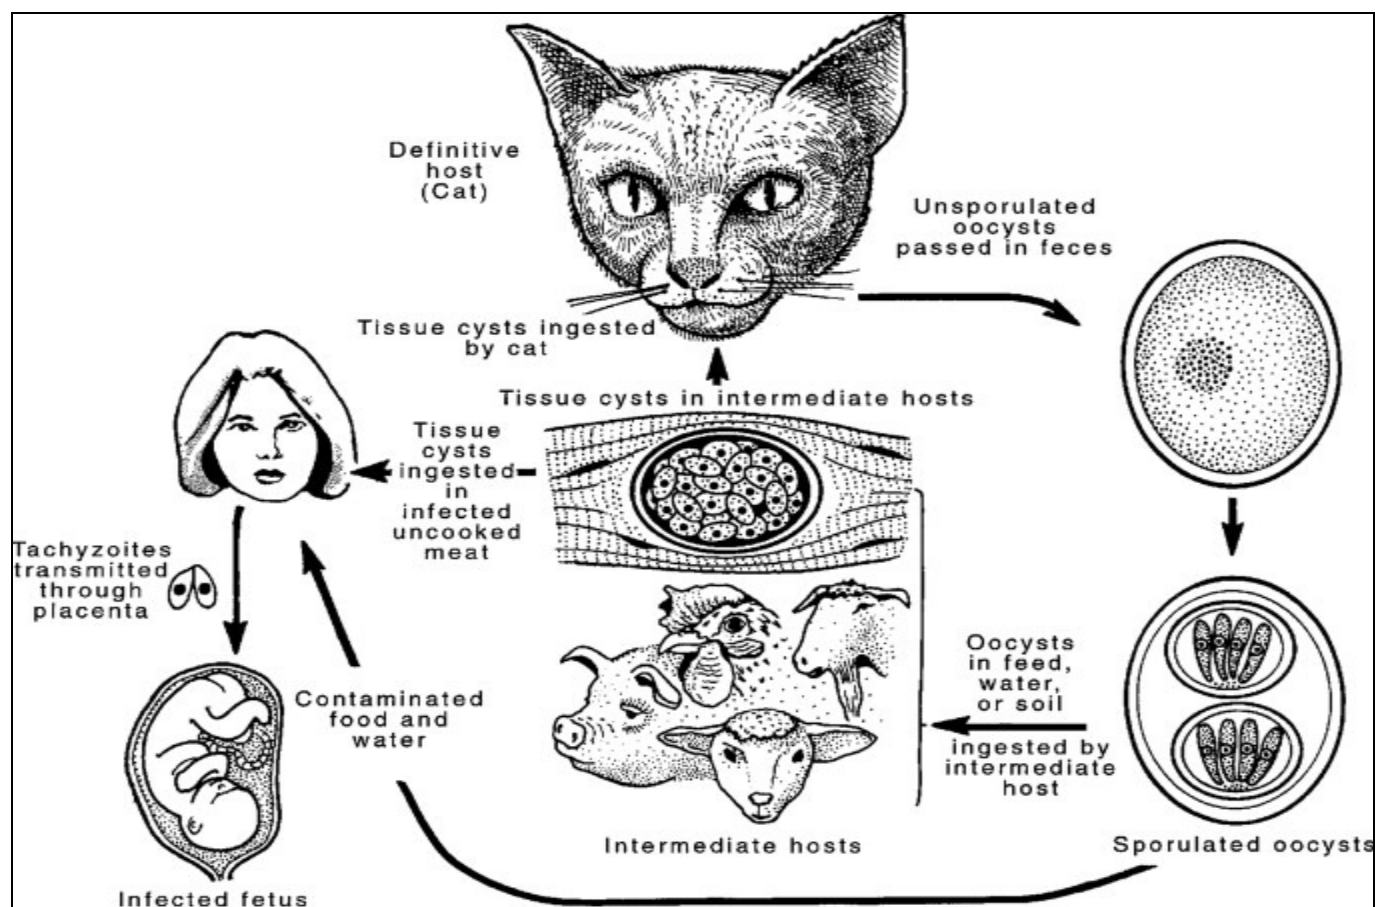 Definitive
host
(Cat)
Unsporulated
oocysts
passed in feces
Tissue cysts ingested
by cat
Tissue cysts in intermediate hosts
Tissue
cysts
ingested
in
infected
uncooked
meat
Tachyzoites
transmitted
through
placenta
Contaminated
food and
water
Oocysts
in feed,
water,
or soil
ingested by
intermediate
host
Intermediate hosts
Sporulated oocysts
Infected fetus